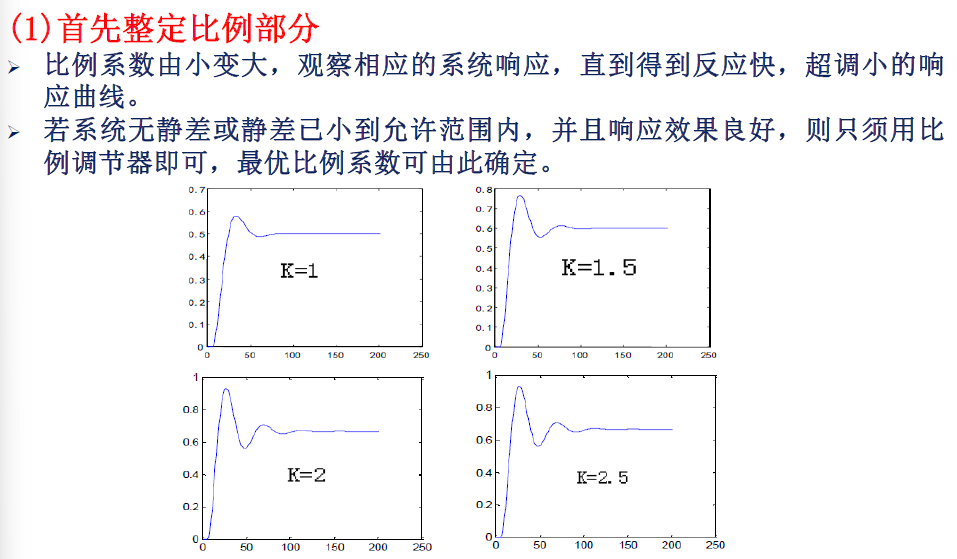 (1)首先整定比例部分
➢ 比例系数由小变大，观察相应的系统响应，直到得到反应快，超调小的响
应曲线。
➢ 若系统无静差或静差已小到允许范围内，并且响应效果良好，则只须用比
例调节器即可，最优比例系数可由此确定。
0.7
0.6
0.5
0.4
0.3
0.2
0.1
0
K=1
0 50 100 150 200 250
0.8
0.7
0.6
0.5
0.4
0.3
0.2
0.1
0
K=1.5
0 50 100 150 200 250
1
0.8
0.6
0.4
0.2
0
K=2
0 50 100 150 200 250
1
0.8
0.6
0.4
0.2
0
K=2.5
0 50 100 150 200 250